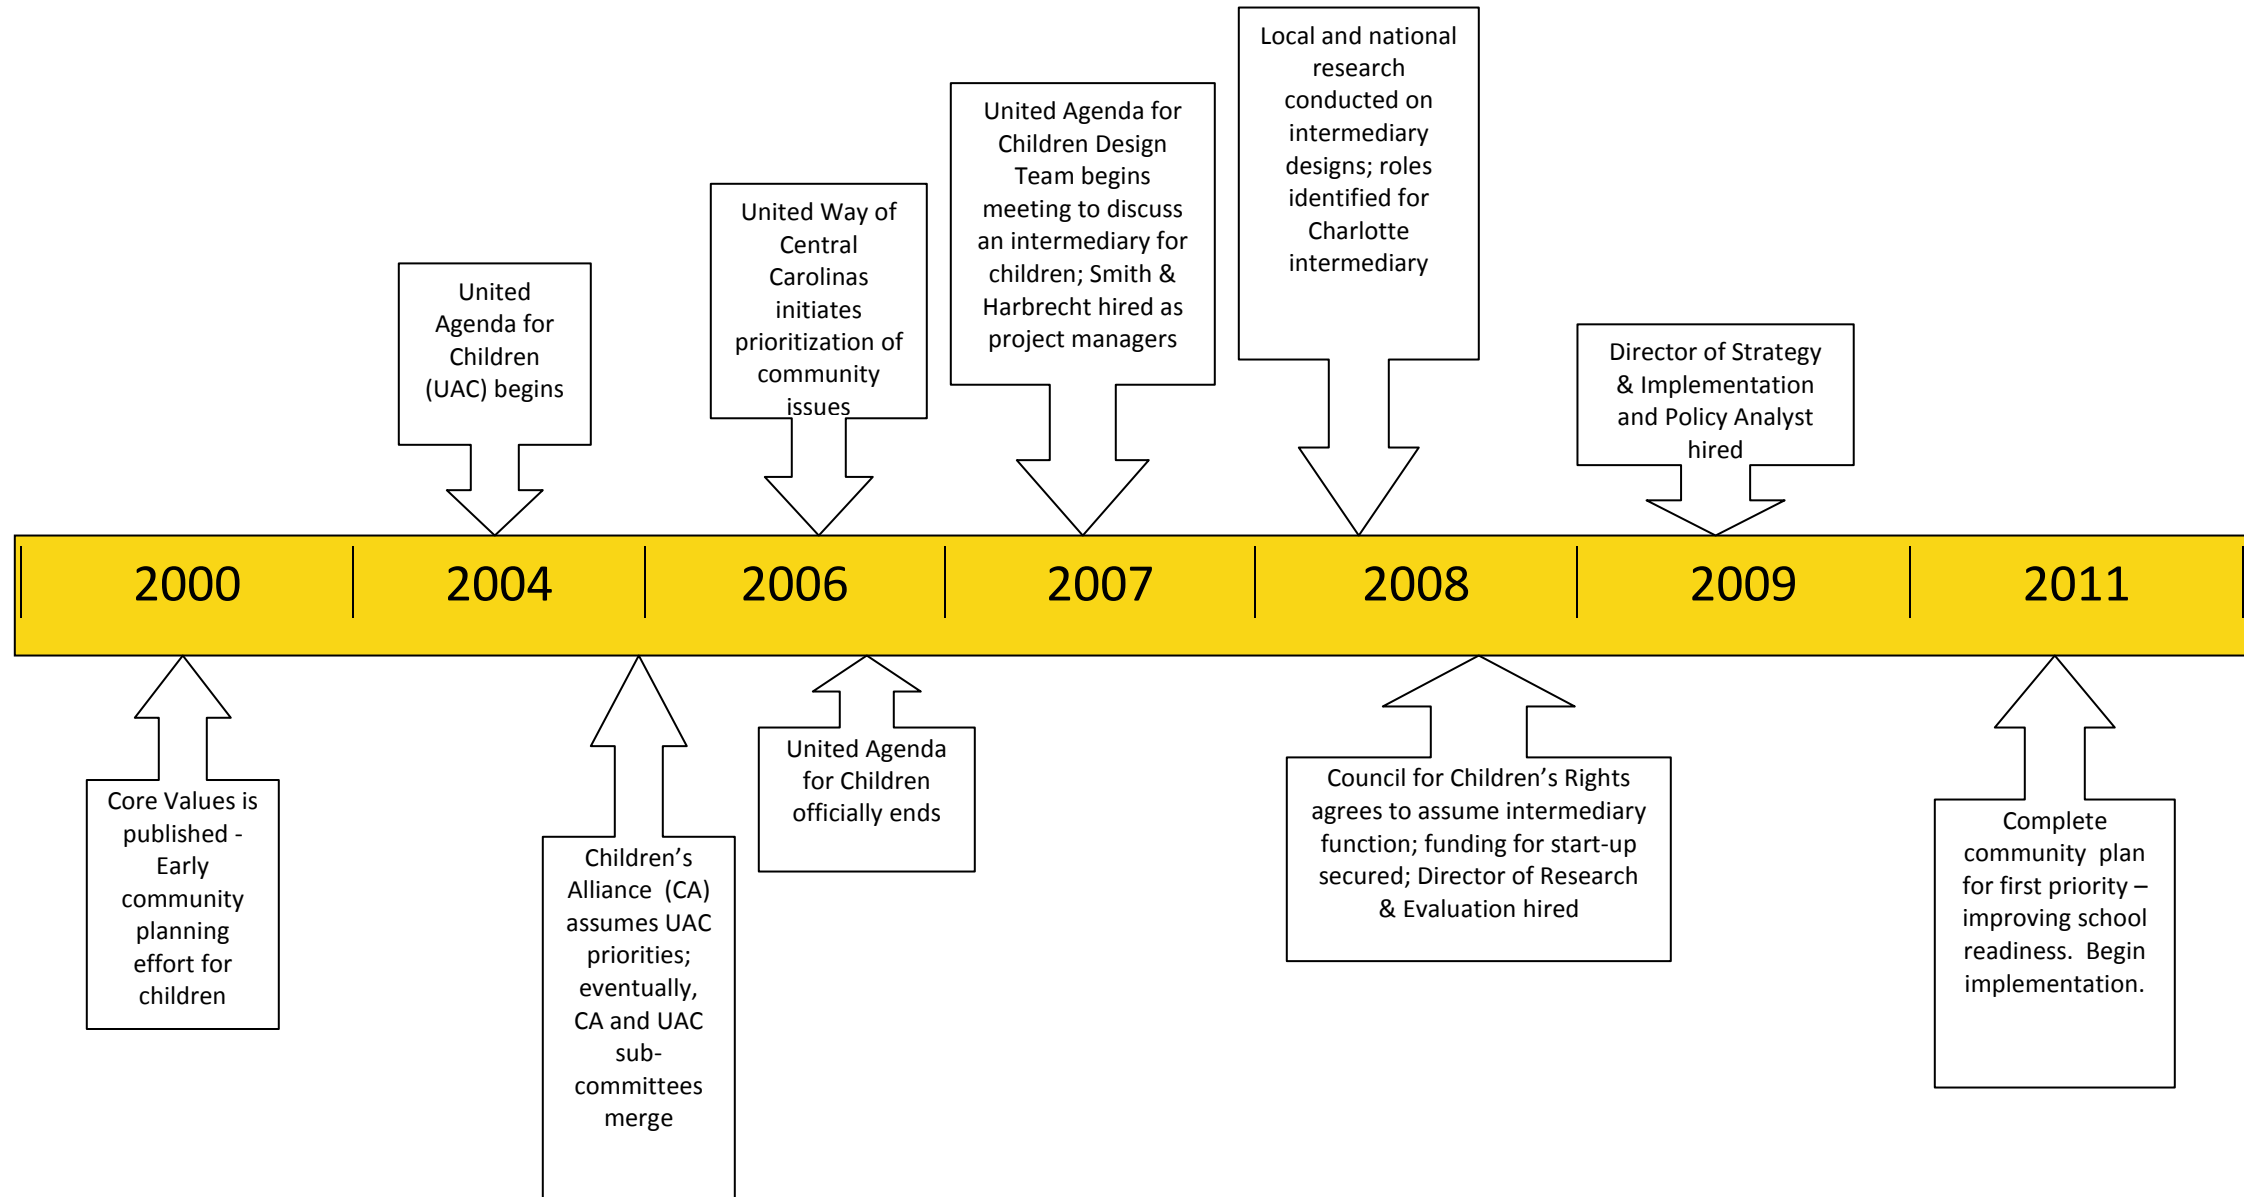 Local and national
research
conducted on
intermediary
designs; roles
identified for
Charlotte
intermediary
United Agenda for
Children Design
Team begins
meeting to discuss
an intermediary for
children; Smith &
Harbrecht hired as
project managers
United Way of
Central
Carolinas
initiates
prioritization of
community
issues
United
Agenda for
Children
(UAC) begins
Director of Strategy
& Implementation
and Policy Analyst
hired
2000
2004
2006
2007
2008
2009
2011
Core Values is
published -
Early
community
planning
effort for
children
Children’s
Alliance  (CA)
assumes UAC
priorities;
eventually,
CA and UAC
sub-
committees
merge
United Agenda
for Children
officially ends
Council for Children’s Rights
agrees to assume intermediary
function; funding for start-up
secured; Director of Research
& Evaluation hired
Complete
community  plan
for first priority –
improving school
readiness.  Begin
implementation.